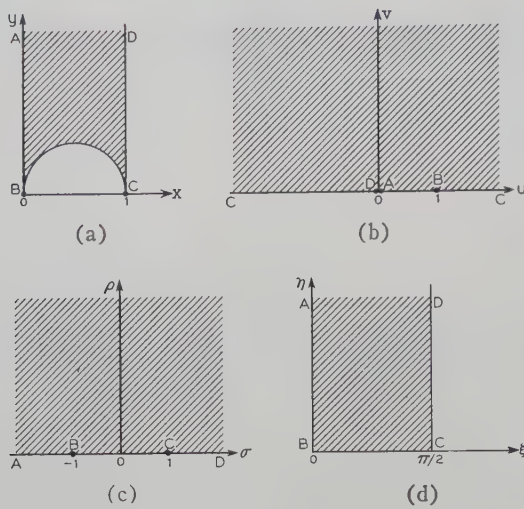 y
A D
B C
0 1 X
(a)
v
D A B
C 0 1 C u
(b)
ρ
B C
A -1 0 1 D σ
(c)
η
A D
B C
0 π/2 ξ
(d)